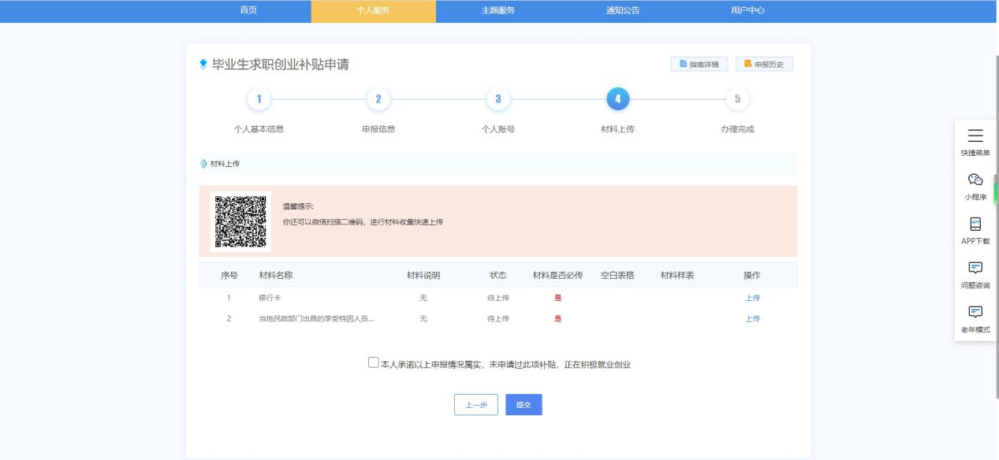 首页 个人服务 主题服务 通知公告 用户中心
毕业生求职创业补贴申请 指南详情 申报历史
1 2 3 4 5
个人基本信息 申报信息 个人账号 材料上传 办理完成
材料上传
温馨提示:
你还可以微信扫描二维码，进行材料收集快速上传
序号 材料名称 材料说明 状态 材料是否必传 空白表格 材料样表 操作
1 银行卡 无 待上传 是 上传
2 当地民政部门出具的享受特困人员... 无 待上传 是 上传
本人承诺以上申报情况属实，未申请过此项补贴，正在积极就业创业
上一步 提交
快捷菜单
小程序
APP
APP下载
问题咨询
老年模式